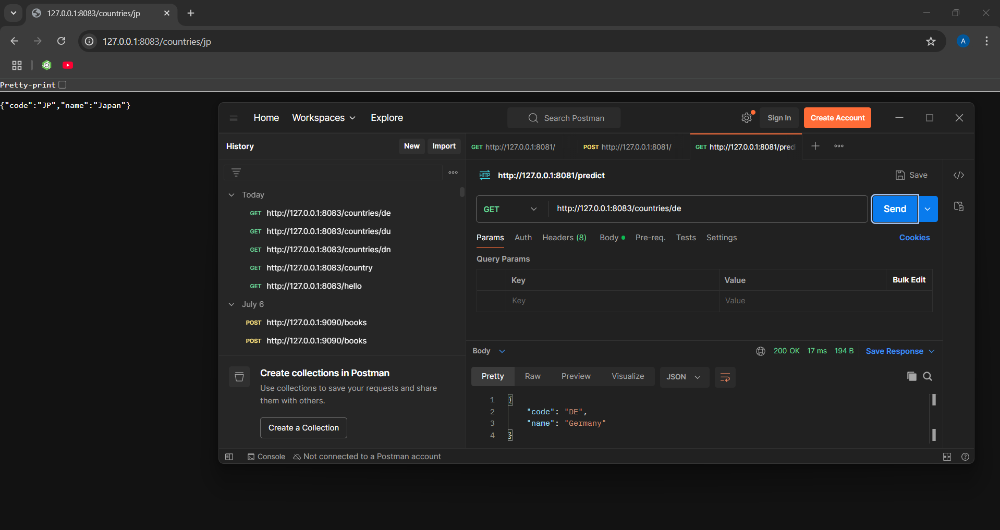 127.0.0.1:8083/countries/jp
127.0.0.1:8083/countries/jp
A
Pretty-print
{"code":"JP","name":"Japan"}
Home Workspaces Explore Search Postman Sign In Create Account
History New Import
GET http://127.0.0.1:8081/ POST http://127.0.0.1:8081/ GET http://127.0.0.1:8081/pred
Today
GET http://127.0.0.1:8083/countries/de
GET http://127.0.0.1:8083/countries/du
GET http://127.0.0.1:8083/countries/dn
GET http://127.0.0.1:8083/country
GET http://127.0.0.1:8083/hello
July 6
POST http://127.0.0.1:9090/books
POST http://127.0.0.1:9090/books
Create collections in Postman
Use collections to save your requests and share
them with others.
Create a Collection
HTTP http://127.0.0.1:8081/predict Save
GET http://127.0.0.1:8083/countries/de Send
Params Auth Headers (8) Body Pre-req. Tests Settings Cookies
Query Params
Key Value Bulk Edit
Key Value
Body 200 OK 17 ms 194 B Save Response
Pretty Raw Preview Visualize JSON
1 {
2 "code": "DE",
3 "name": "Germany"
4 }
Console Not connected to a Postman account